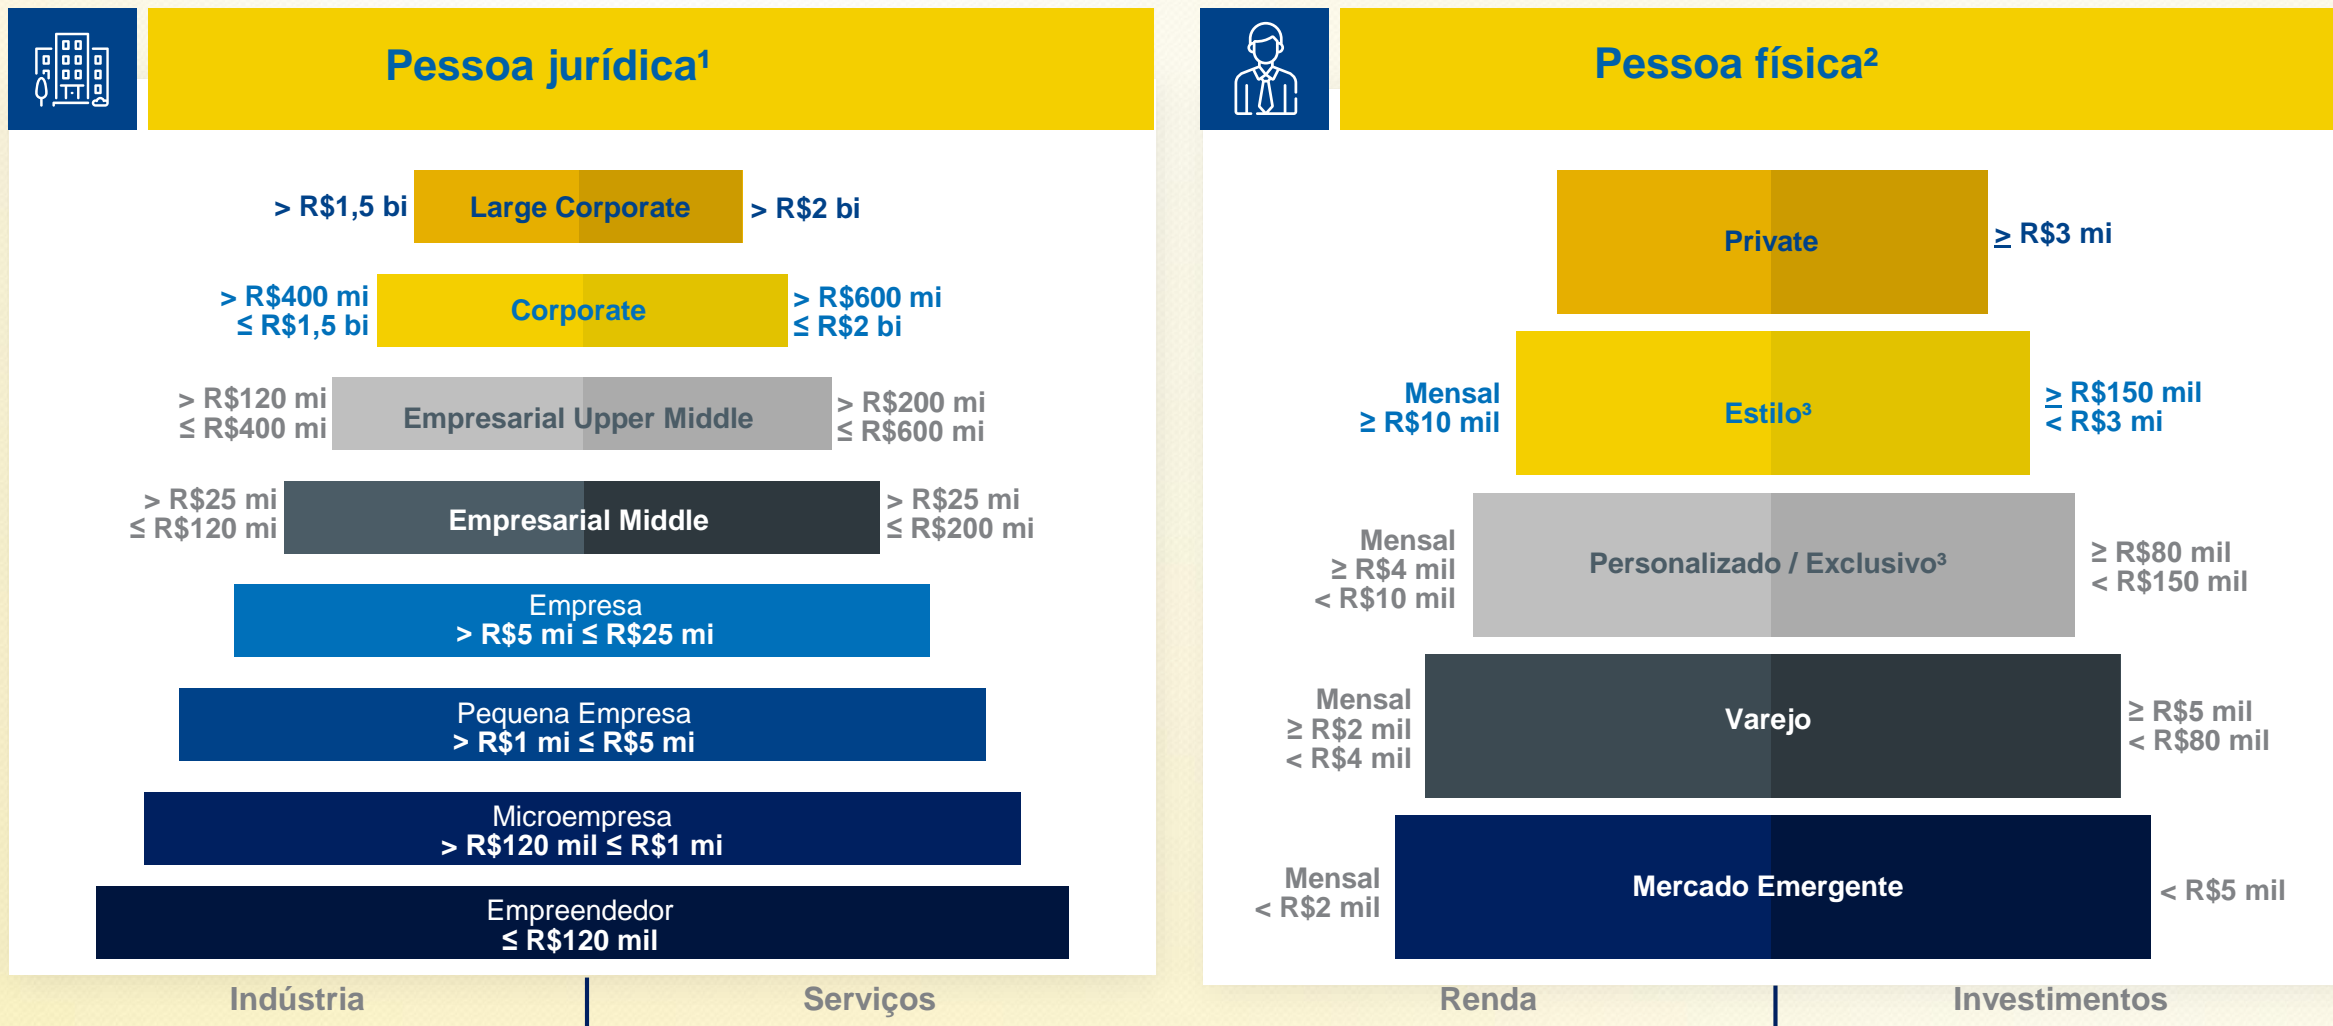 Pessoa jurídica¹
> R$1,5 bi
Large Corporate
> R$2 bi
> R$400 mi
≤ R$1,5 bi
Corporate
> R$600 mi
≤ R$2 bi
> R$120 mi
≤ R$400 mi
Empresarial Upper Middle
> R$200 mi
≤ R$600 mi
> R$25 mi
≤ R$120 mi
Empresarial Middle
> R$25 mi
≤ R$200 mi
Empresa
> R$5 mi ≤ R$25 mi
Pequena Empresa
> R$1 mi ≤ R$5 mi
Microempresa
> R$120 mil ≤ R$1 mi
Empreendedor
≤ R$120 mil
Indústria
Serviços
Pessoa física²
Private
≥ R$3 mi
Mensal
≥ R$10 mil
Estilo³
≥ R$150 mil
< R$3 mi
Mensal
≥ R$4 mil
< R$10 mil
Personalizado / Exclusivo³
≥ R$80 mil
< R$150 mil
Mensal
≥ R$2 mil
< R$4 mil
Varejo
≥ R$5 mil
< R$80 mil
Mensal
< R$2 mil
Mercado Emergente
< R$5 mil
Renda
Investimentos